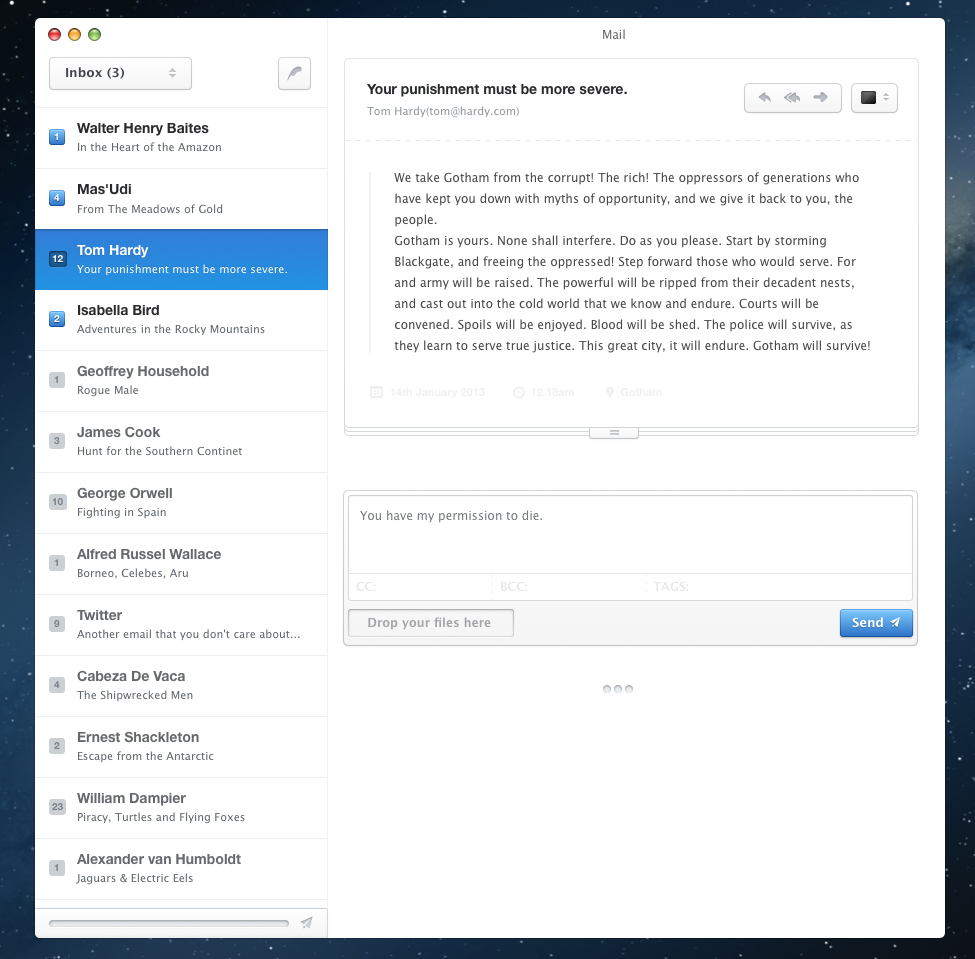 Mail
Inbox (3)
1
Walter Henry Baites
In the Heart of the Amazon
4
Mas'Udi
From The Meadows of Gold
12
Tom Hardy
Your punishment must be more severe.
2
Isabella Bird
Adventures in the Rocky Mountains
1
Geoffrey Household
Rogue Male
3
James Cook
Hunt for the Southern Continet
10
George Orwell
Fighting in Spain
1
Alfred Russel Wallace
Borneo, Celebes, Aru
9
Twitter
Another email that you don't care about...
4
Cabeza De Vaca
The Shipwrecked Men
2
Ernest Shackleton
Escape from the Antarctic
23
William Dampier
Piracy, Turtles and Flying Foxes
1
Alexander van Humboldt
Jaguars & Electric Eels
Your punishment must be more severe.
Tom Hardy(tom@hardy.com)
We take Gotham from the corrupt! The rich! The oppressors of generations who
have kept you down with myths of opportunity, and we give it back to you, the
people.
Gotham is yours. None shall interfere. Do as you please. Start by storming
Blackgate, and freeing the oppressed! Step forward those who would serve. For
and army will be raised. The powerful will be ripped from their decadent nests,
and cast out into the cold world that we know and endure. Courts will be
convened. Spoils will be enjoyed. Blood will be shed. The police will survive, as
they learn to serve true justice. This great city, it will endure. Gotham will survive!
14th January 2013 12.18am Gotham
You have my permission to die.
CC: BCC: TAGS:
Drop your files here
Send